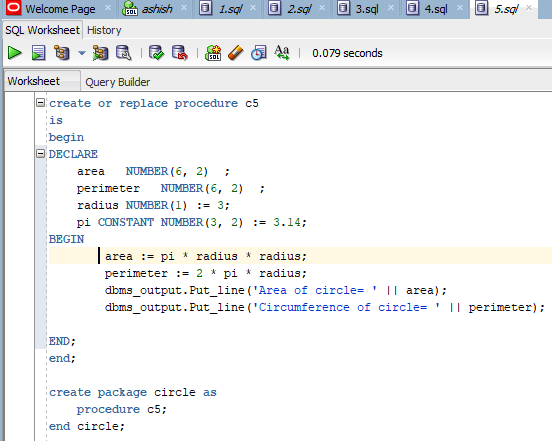 Welcome Page ashish 1.sql 2.sql 3.sql 4.sql 5.sql
SQL Worksheet History
SQL Aa 0.079 seconds
Worksheet Query Builder
create or replace procedure c5
is
begin
DECLARE
area NUMBER(6, 2) ;
perimeter NUMBER(6, 2) ;
radius NUMBER(1) := 3;
pi CONSTANT NUMBER(3, 2) := 3.14;
BEGIN
area := pi * radius * radius;
perimeter := 2 * pi * radius;
dbms_output.Put_line('Area of circle= ' || area);
dbms_output.Put_line('Circumference of circle= ' || perimeter);
END;
end;
create package circle as
procedure c5;
end circle;